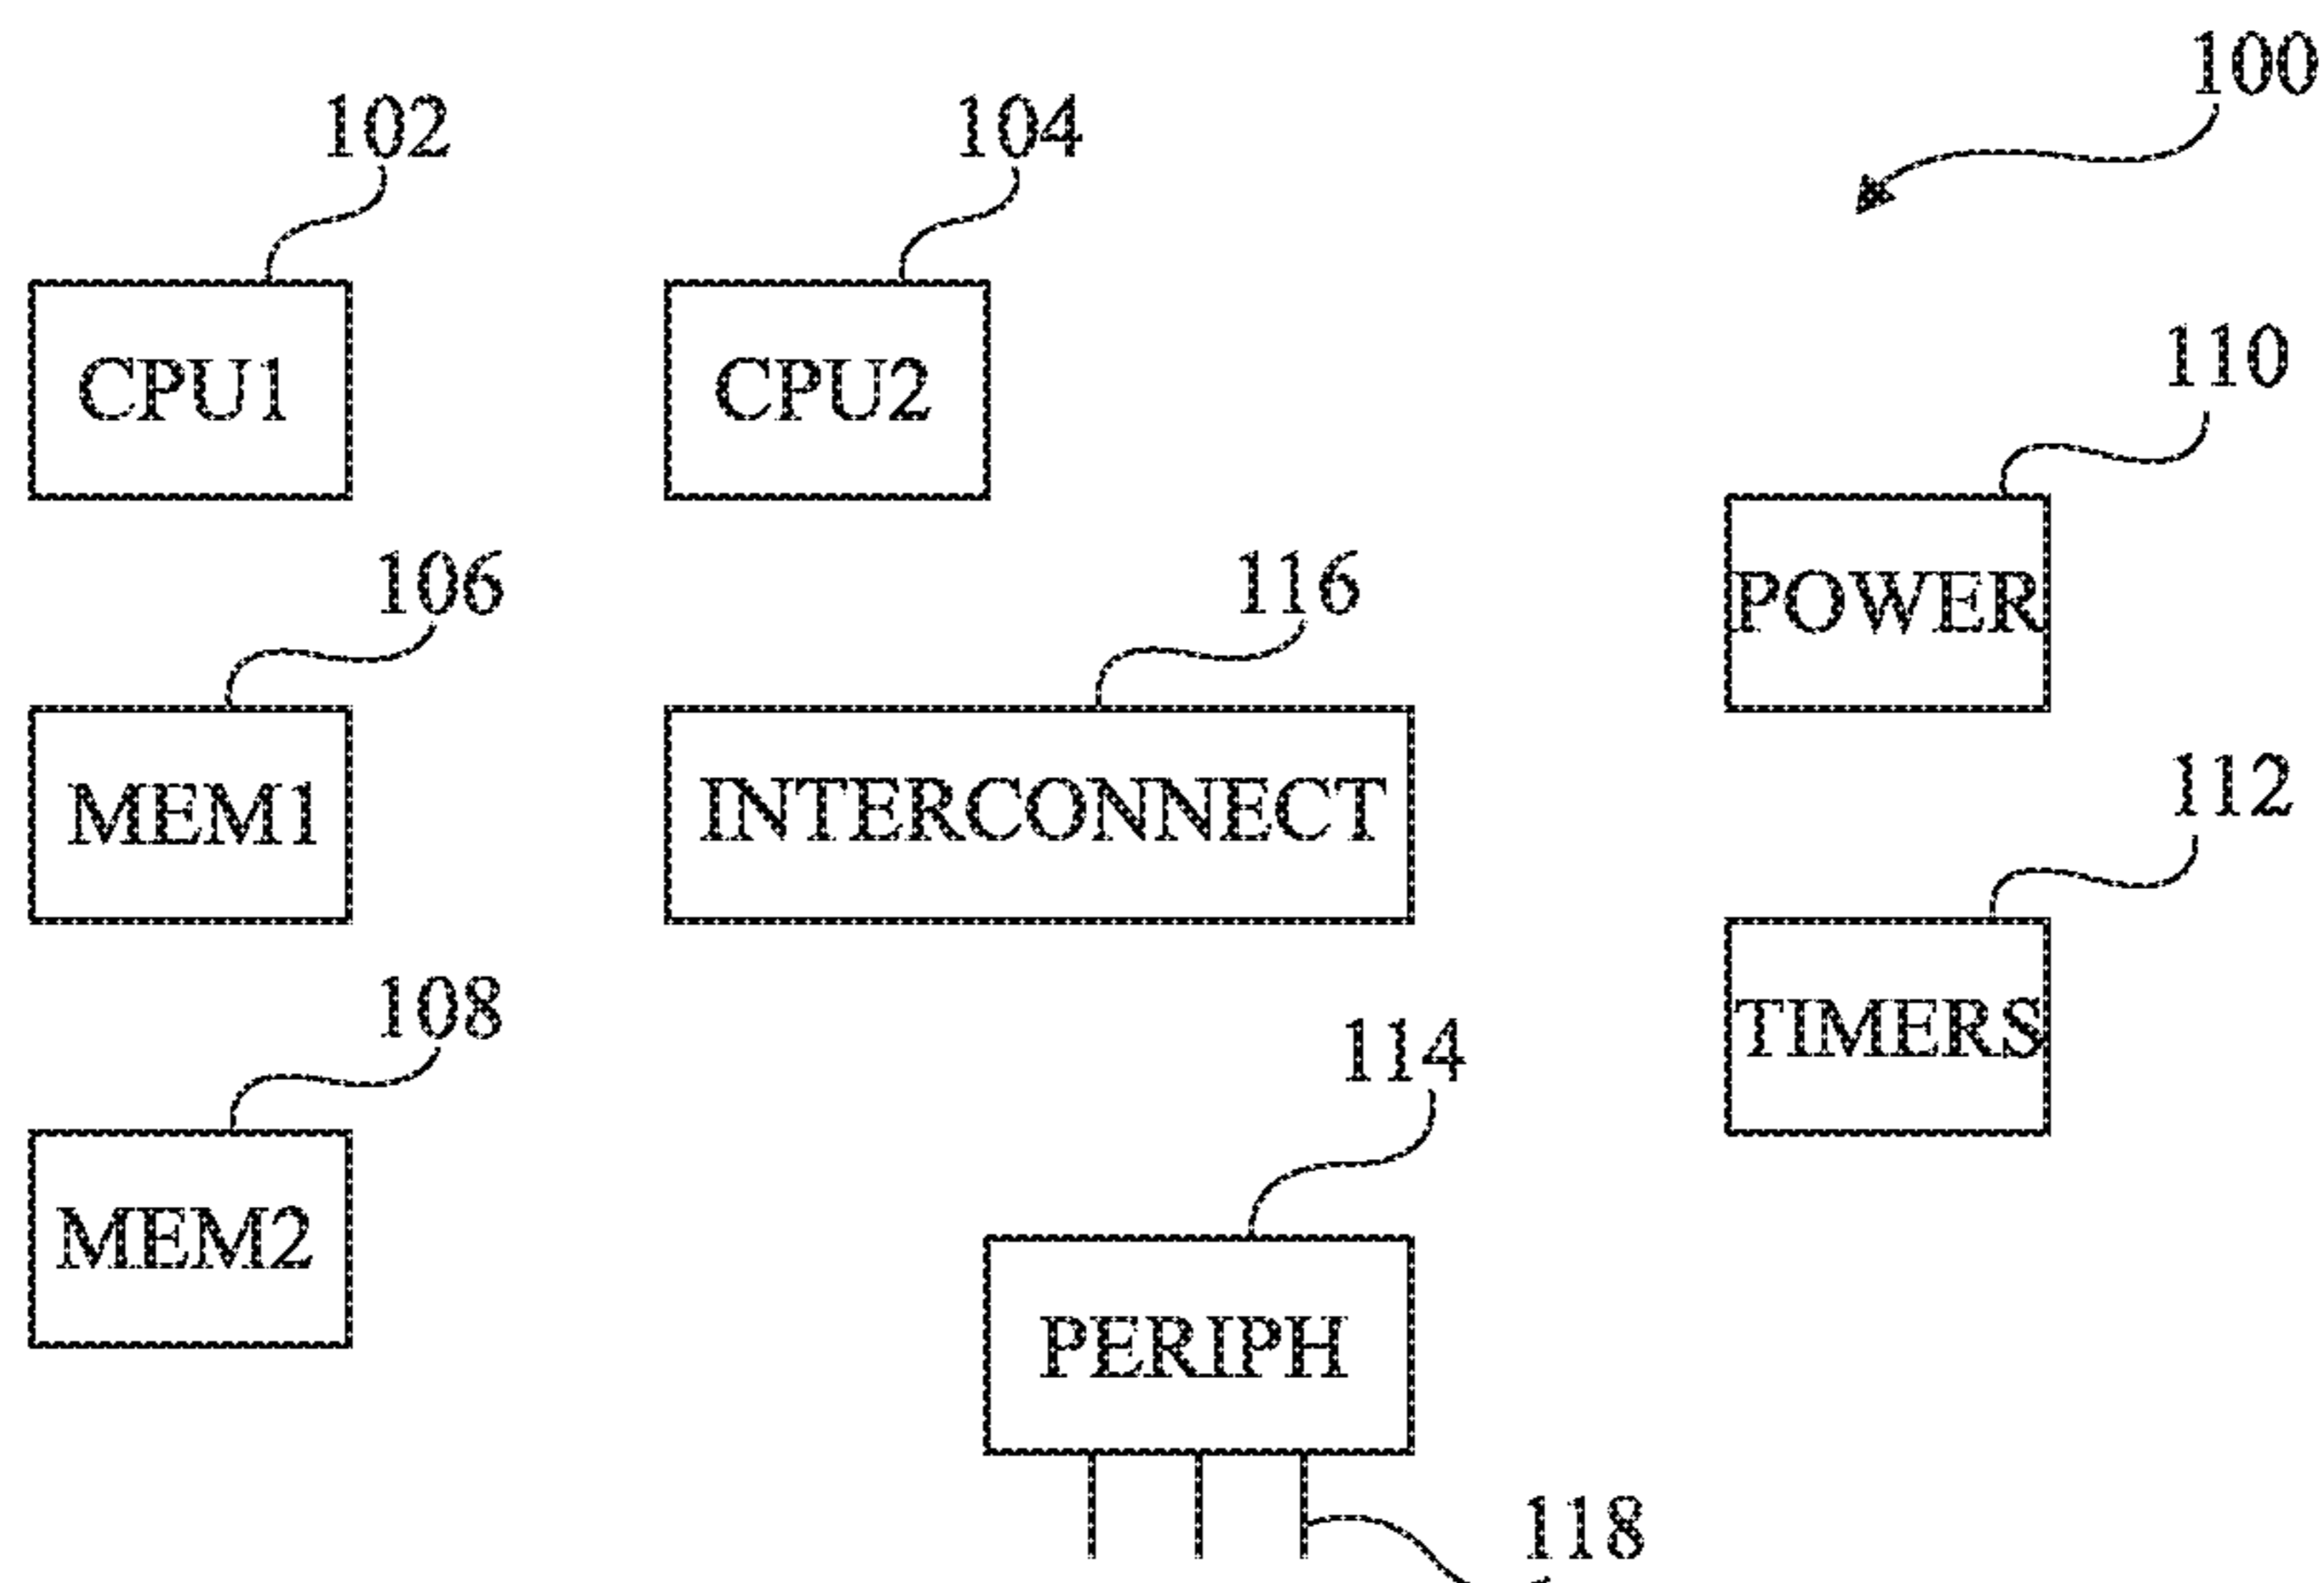 100
102
104
CPU1
CPU2
110
POWER
106
116
MEM1
INTERCONNECT
112
TIMERS
108
114
MEM2
PERIPH
118